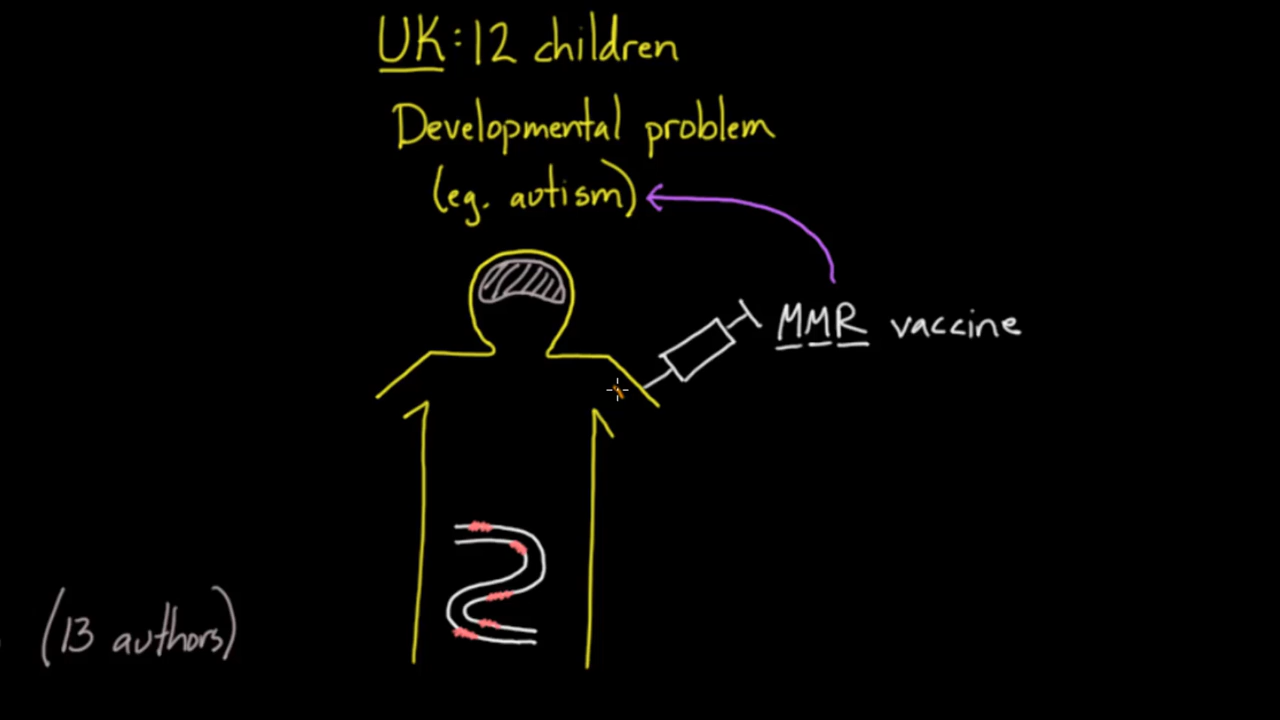 UK: 12 children
Developmental problem
(eg. autism)
MMR vaccine
(13 authors)